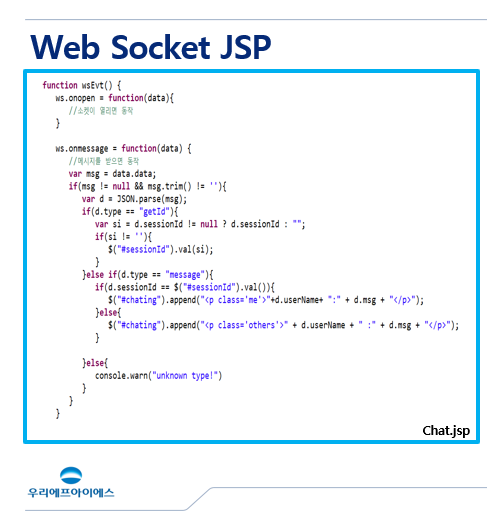 Web Socket JSP
function wsEvt() {
ws.onopen = function(data){
//소켓이 열리면 동작
}
ws.onmessage = function(data) {
//메시지를 받으면 동작
var msg = data.data;
if(msg != null && msg.trim() != ''){
var d = JSON.parse(msg);
if(d.type == "getId"){
var si = d.sessionId != null ? d.sessionId : "";
if(si != ''){
$("#sessionId").val(si);
}
}else if(d.type == "message"){
if(d.sessionId == $("#sessionId").val()){
$("#chating").append("<p class='me'>"+d.userName+ ":" + d.msg + "</p>");
}else{
$("#chating").append("<p class='others'>" + d.userName + " :" + d.msg + "</p>");
}
}else{
console.warn("unknown type!")
}
}
}
Chat.jsp
우리에프아이에스